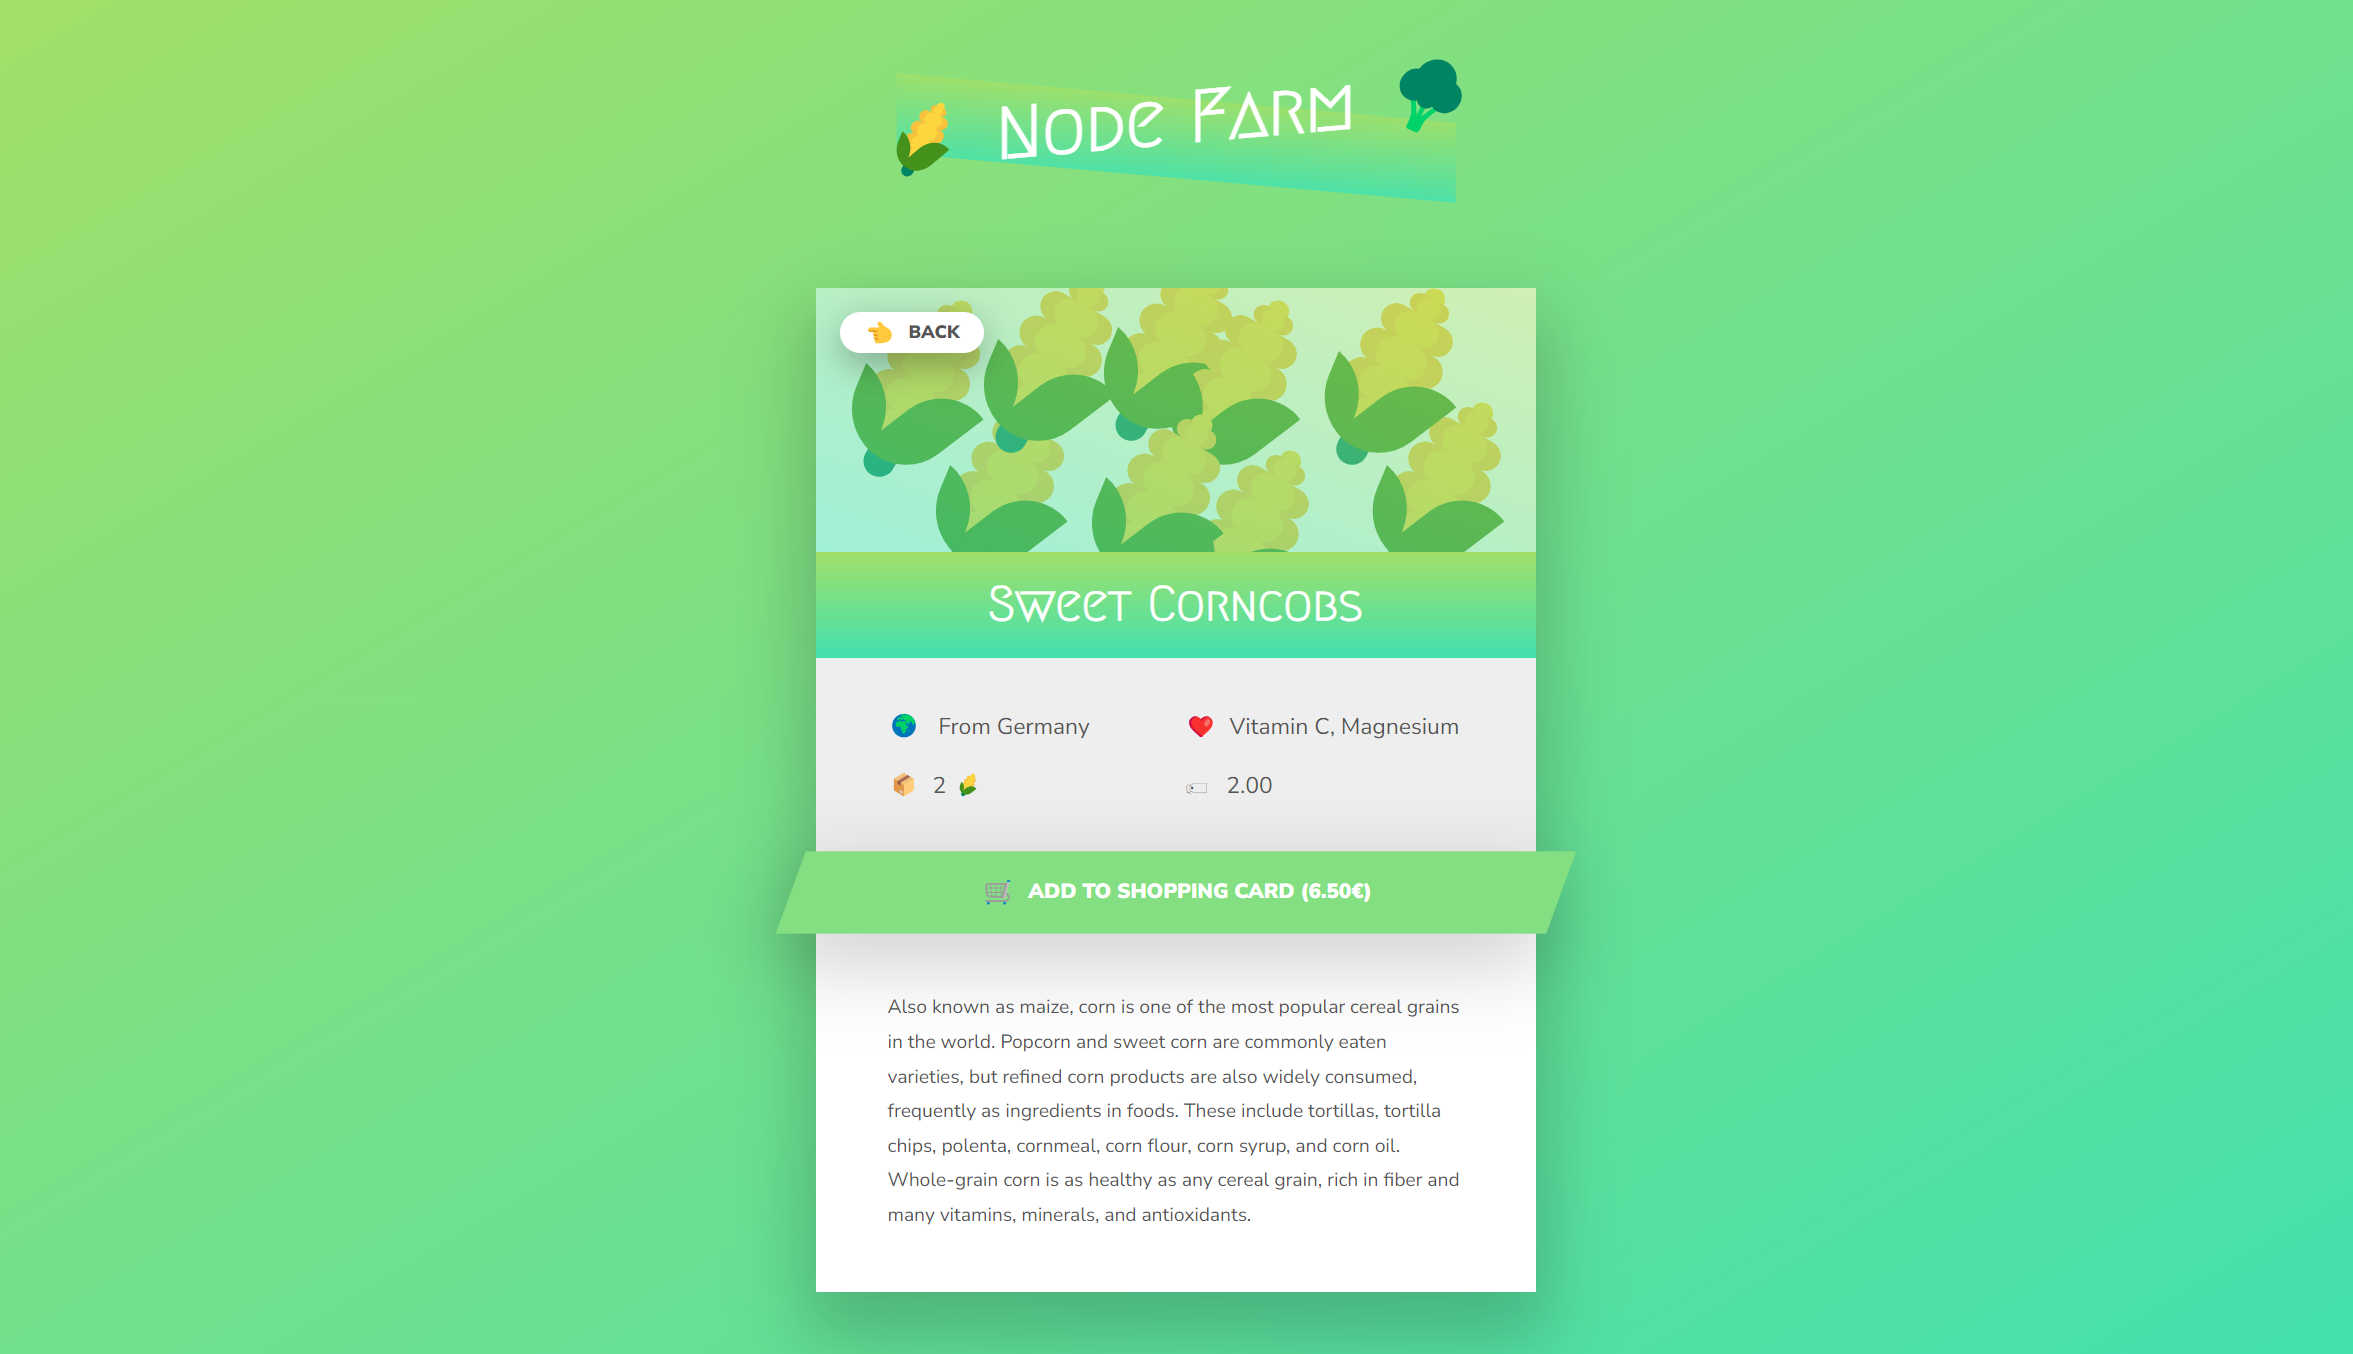 Node Farm
BACK
Sweet Corncobs
From Germany
Vitamin C, Magnesium
2
2.00
ADD TO SHOPPING CARD (6.50€)
Also known as maize, corn is one of the most popular cereal grains
in the world. Popcorn and sweet corn are commonly eaten
varieties, but refined corn products are also widely consumed,
frequently as ingredients in foods. These include tortillas, tortilla
chips, polenta, cornmeal, corn flour, corn syrup, and corn oil.
Whole-grain corn is as healthy as any cereal grain, rich in fiber and
many vitamins, minerals, and antioxidants.